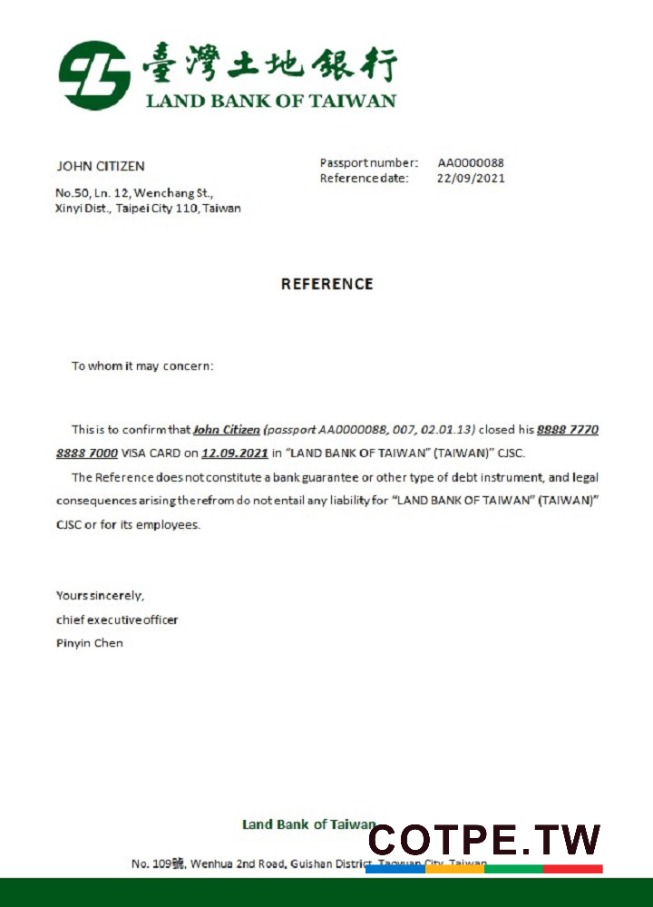 臺灣土地銀行
LAND BANK OF TAIWAN
JOHN CITIZEN
No.50, Ln. 12, Wenchang St.,
Xinyi Dist., Taipei City 110, Taiwan
Passport number: AA0000088
Reference date: 22/09/2021
REFERENCE
To whom it may concern:
This is to confirm that John Citizen (passport AA0000088, 007, 02.01.13) closed his 8888 7770
8888 7000 VISA CARD on 12.09.2021 in “LAND BANK OF TAIWAN” (TAIWAN)” CJSC.
The Reference does not constitute a bank guarantee or other type of debt instrument, and legal
consequences arising therefrom do not entail any liability for “LAND BANK OF TAIWAN” (TAIWAN)”
CJSC or for its employees.
Yours sincerely,
chief executive officer
Pinyin Chen
Land Bank of Taiwan
COTPE.TW
No. 109號, Wenhua 2nd Road, Guishan District, Taoyuan City, Taiwan